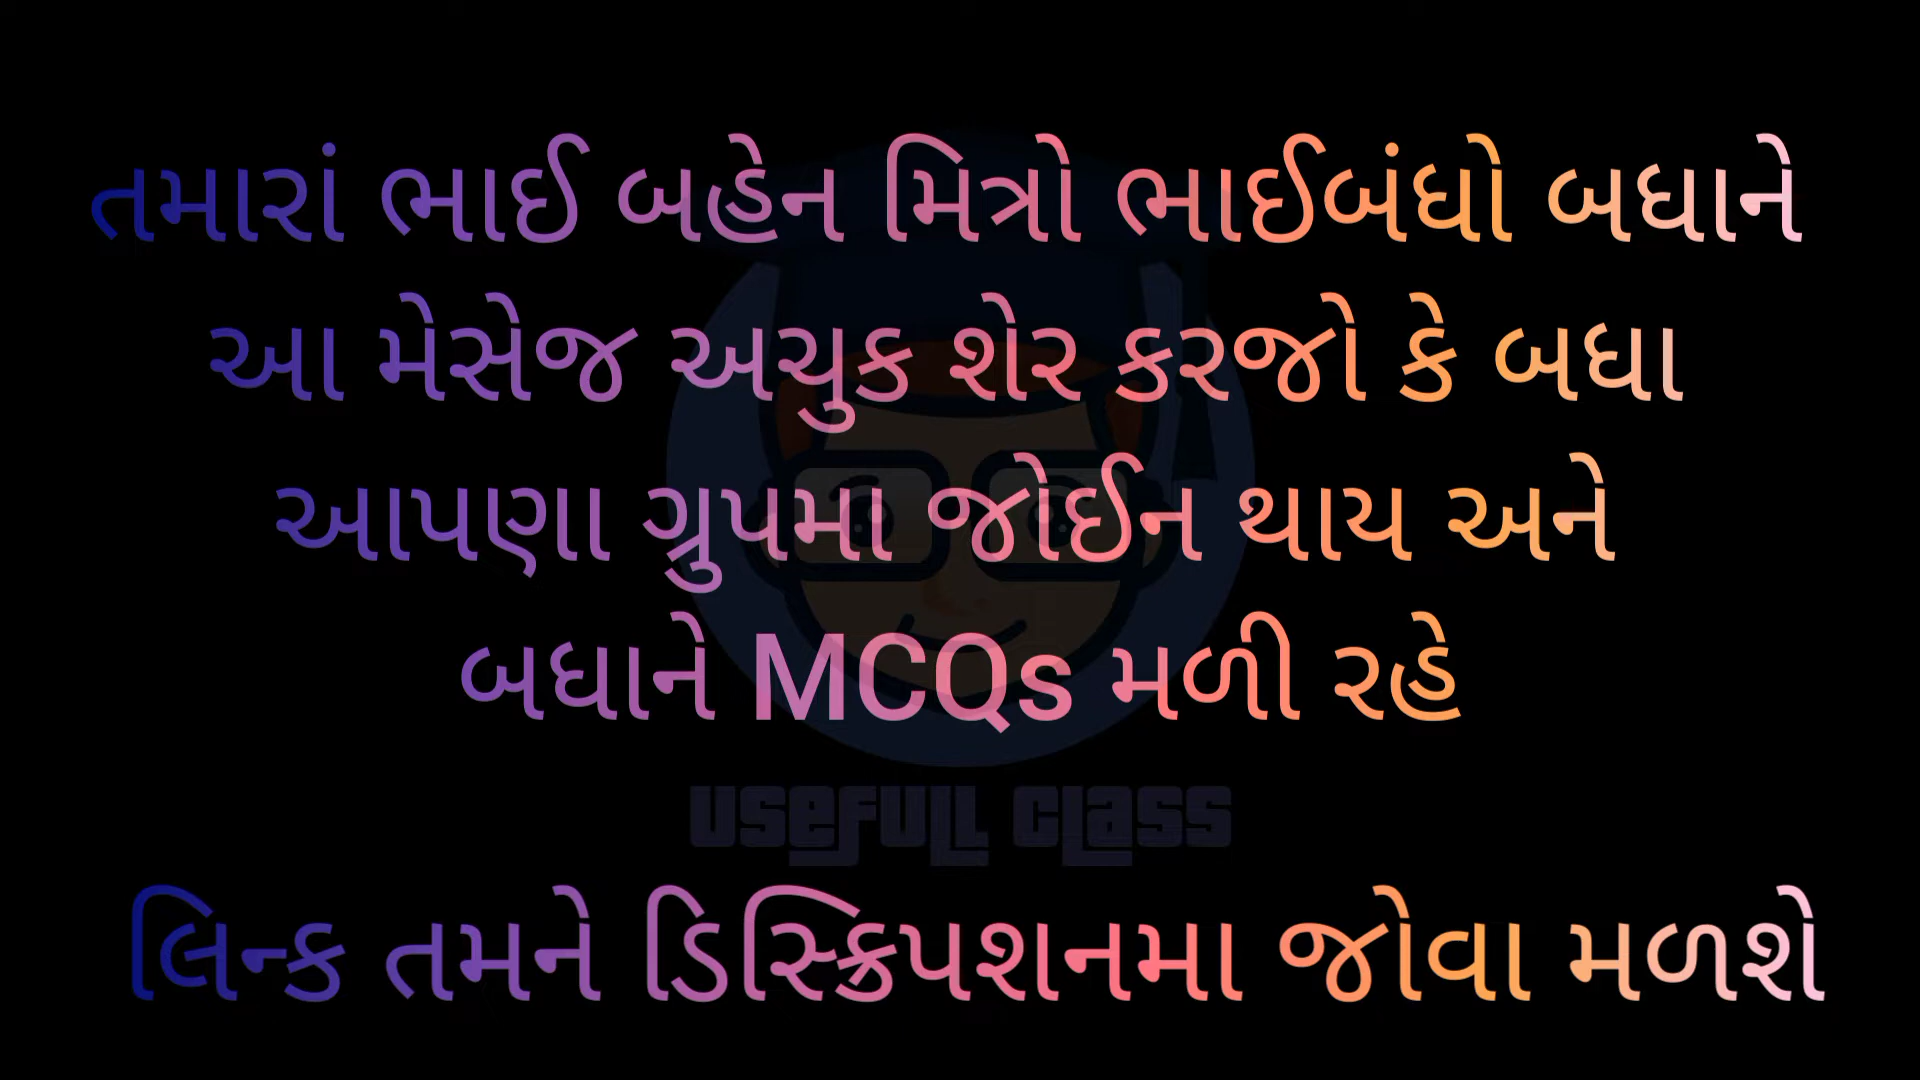 તમારાં ભાઈ બહેન મિત્રો ભાઈબંધો બધાને
આ મેસેજ અચુક શેર કરજો કે બધા
આપણા ગ્રુપમા જોઈન થાય અને
બધાને MCQs મળી રહે
USEFULL CLASS
લિન્ક તમને ડિસ્ક્રિપશનમા જોવા મળશે